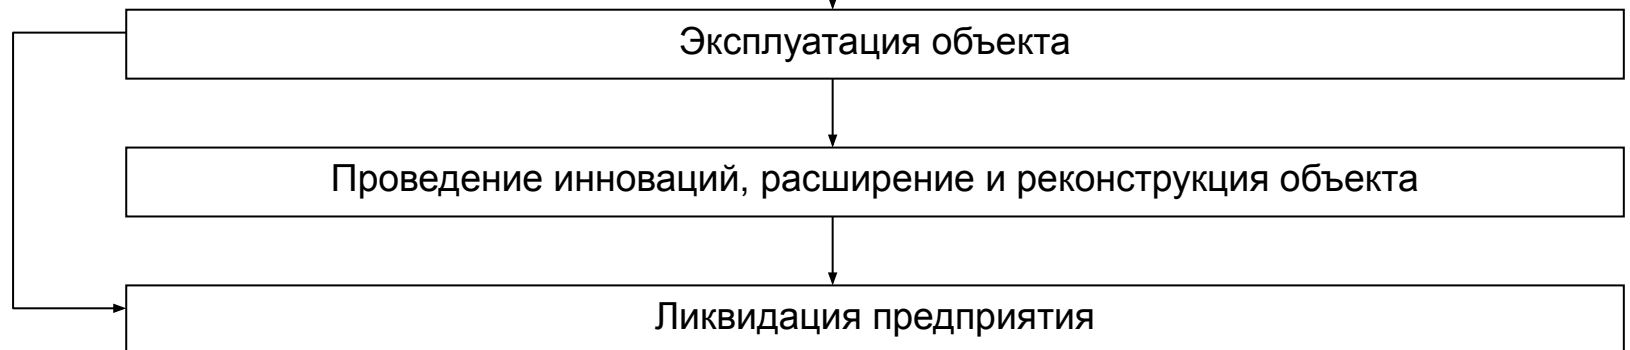 Эксплуатация объекта
Проведение инноваций, расширение и реконструкция объекта
Ликвидация предприятия